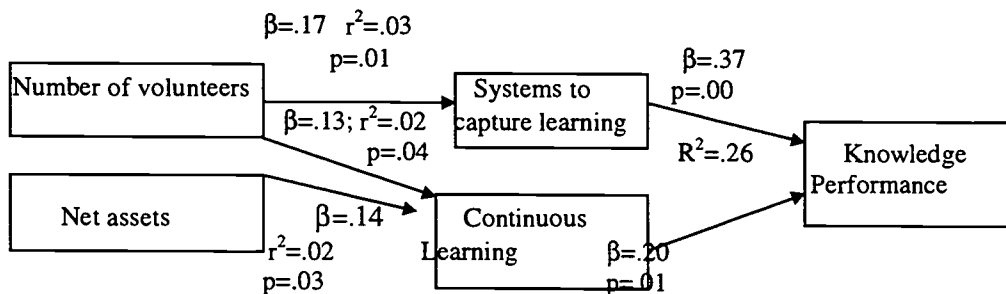 β=.17 r²=.03
p=.01
Number of volunteers
Systems to
capture learning
β=.37
p=.00
β=.13; r²=.02
p=.04
R²=.26
Knowledge
Performance
Net assets
β=.14
r²=.02
p=.03
Continuous
Learning
β=.20
p=.01